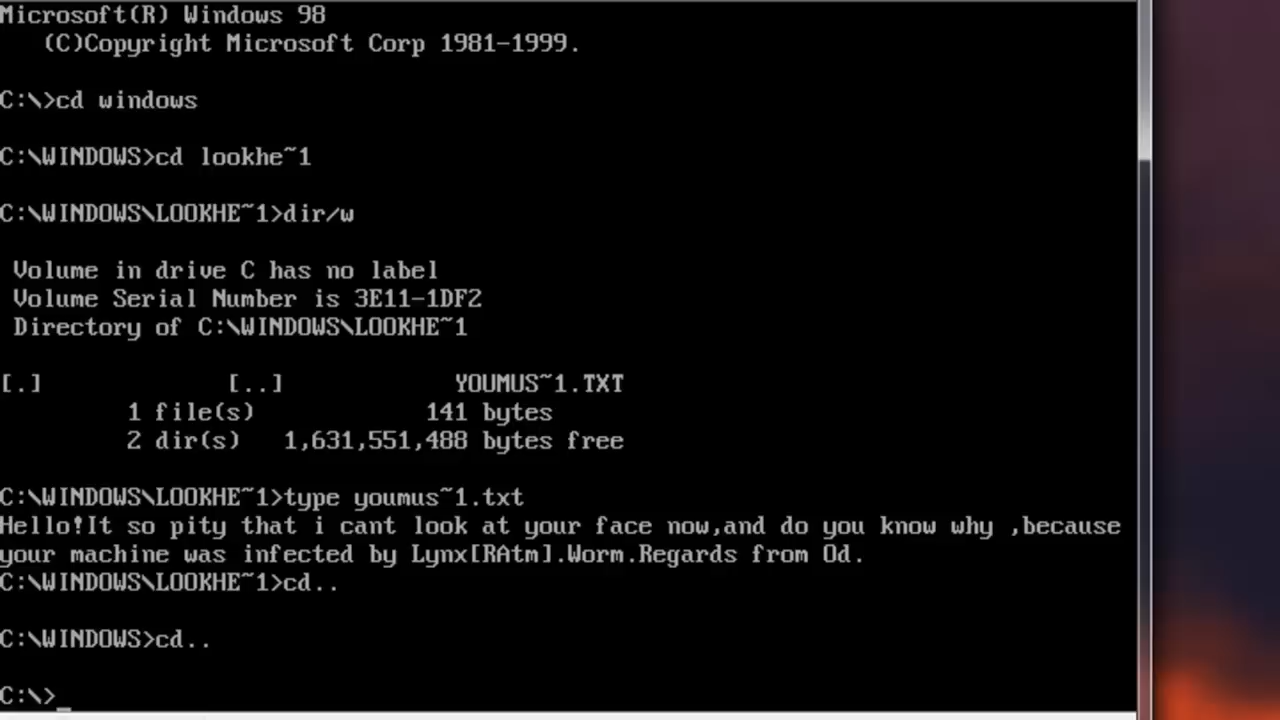 Microsoft(R) Windows 98
(C)Copyright Microsoft Corp 1981-1999.
C:\>cd windows
C:\WINDOWS>cd lookhe~1
C:\WINDOWS\LOOKHE~1>dir/w
Volume in drive C has no label
Volume Serial Number is 3E11-1DF2
Directory of C:\WINDOWS\LOOKHE~1
[.] [..] YOUMUS~1.TXT
1 file(s) 141 bytes
2 dir(s) 1,631,551,488 bytes free
C:\WINDOWS\LOOKHE~1>type youmus~1.txt
Hello!It so pity that i cant look at your face now,and do you know why ,because
your machine was infected by Lynx[RAtm].Worm.Regards from Od.
C:\WINDOWS\LOOKHE~1>cd..
C:\WINDOWS>cd..
C:\>_